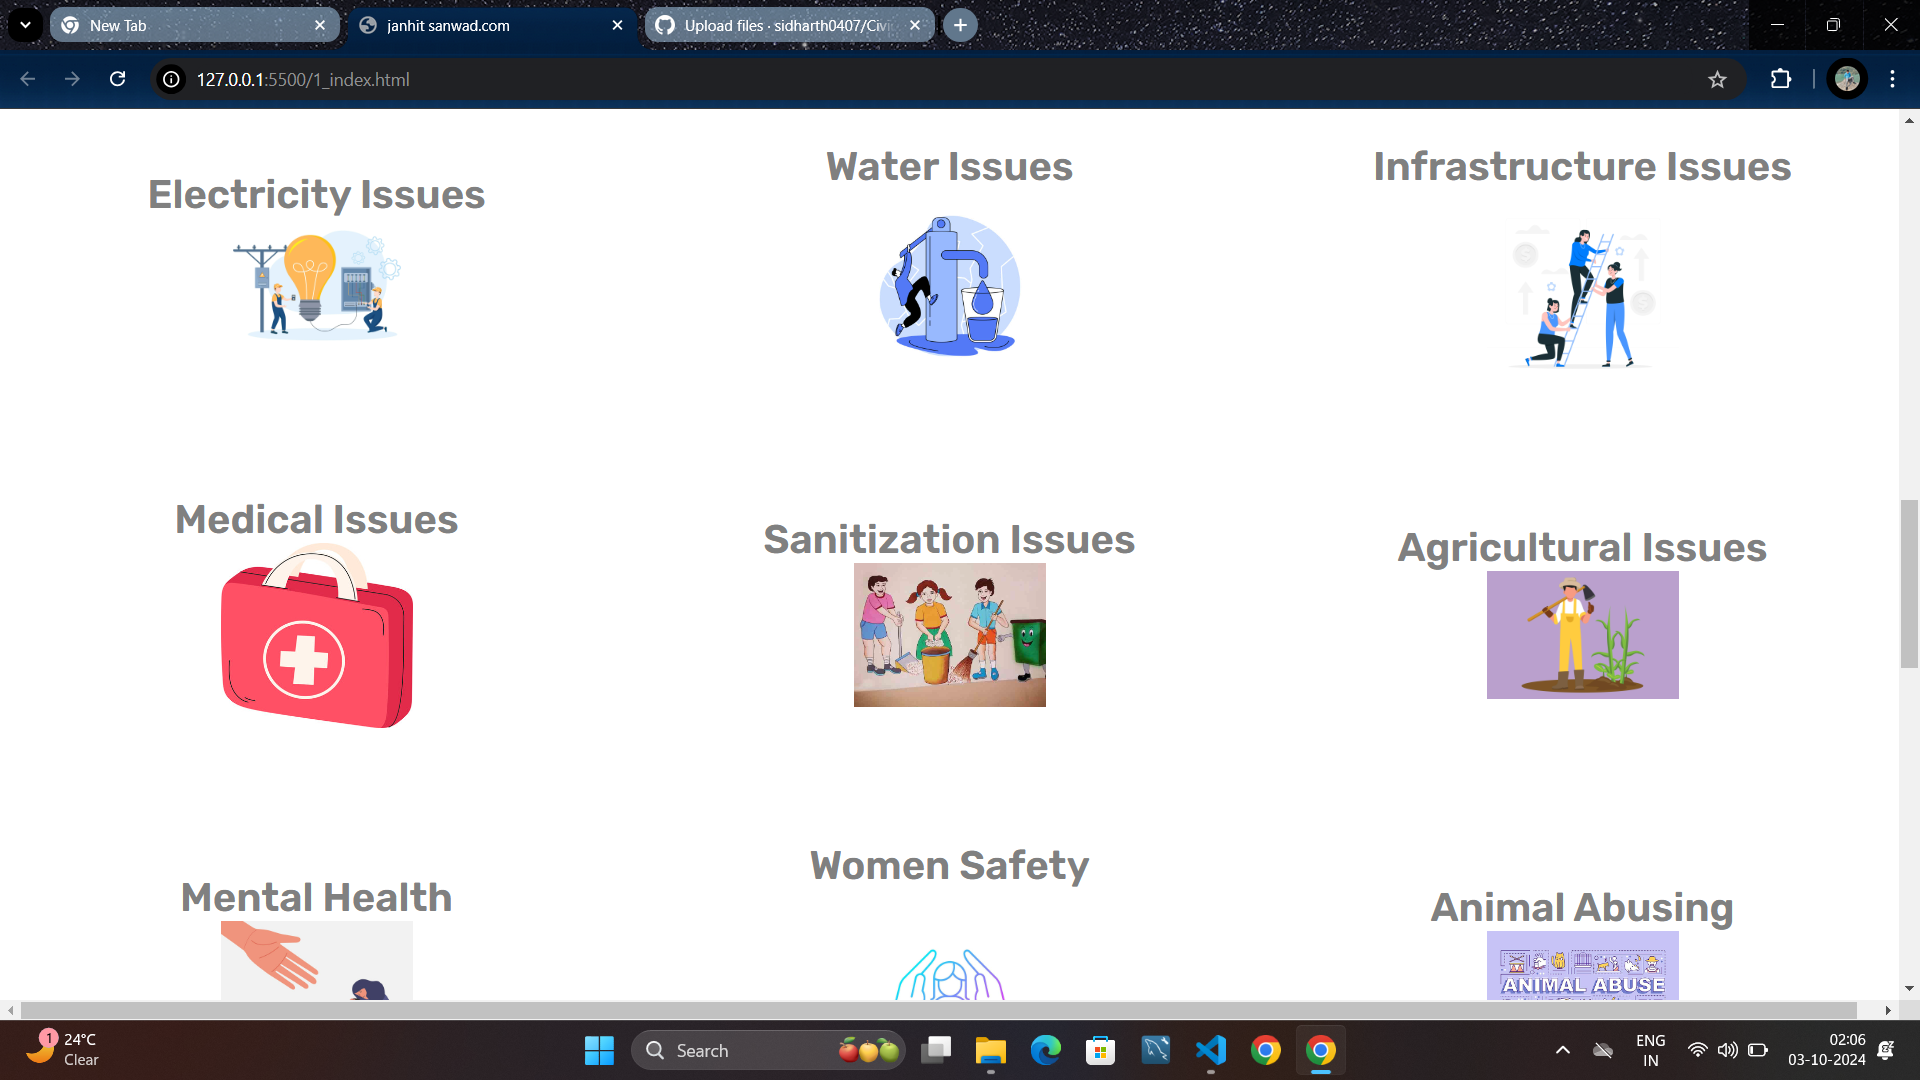 New Tab
janhit sanwad.com
Upload files · sidharth0407/Civi
127.0.0.1:5500/1_index.html
Electricity Issues
Water Issues
Infrastructure Issues
Medical Issues
Sanitization Issues
Agricultural Issues
Mental Health
Women Safety
Animal Abusing
ANIMAL ABUSE
1
24°C
Clear
Search
ENG
IN
02:06
03-10-2024